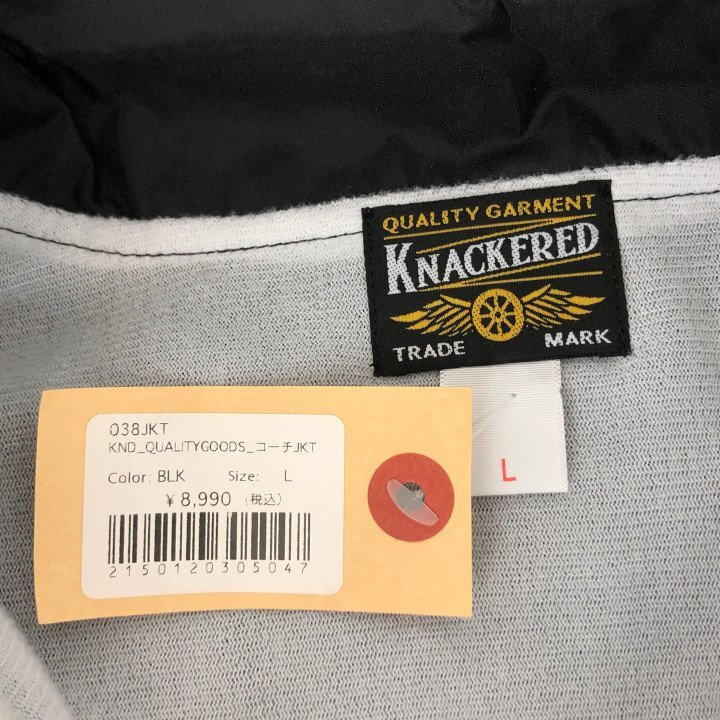 QUALITY GARMENT
KNACKERED
TRADE MARK
L
038JKT
KND_QUALITYGOODS_コーチJKT
Color: BLK Size: L
¥8,990 (税込)
2150120305047